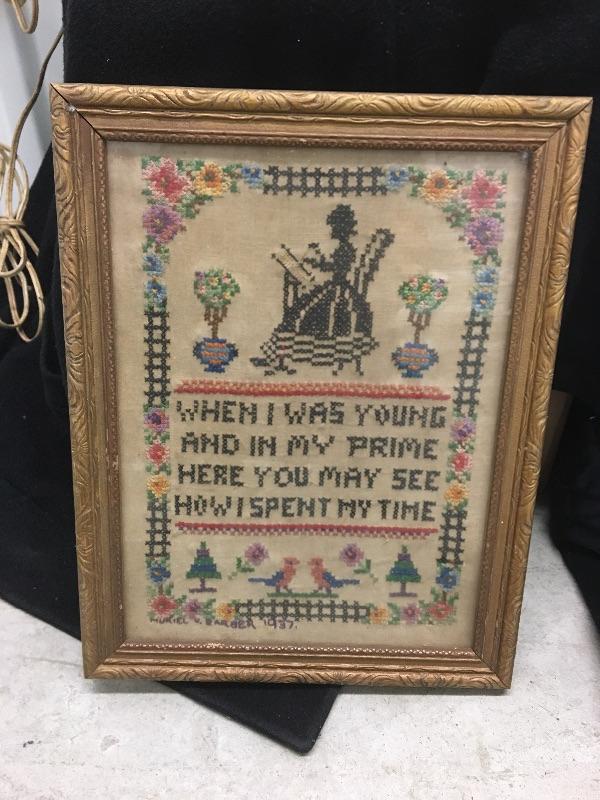 WHEN I WAS YOUNG
AND IN MY PRIME
HERE YOU MAY SEE
HOW I SPENT MY TIME
MURIEL V. BARBER 1937.